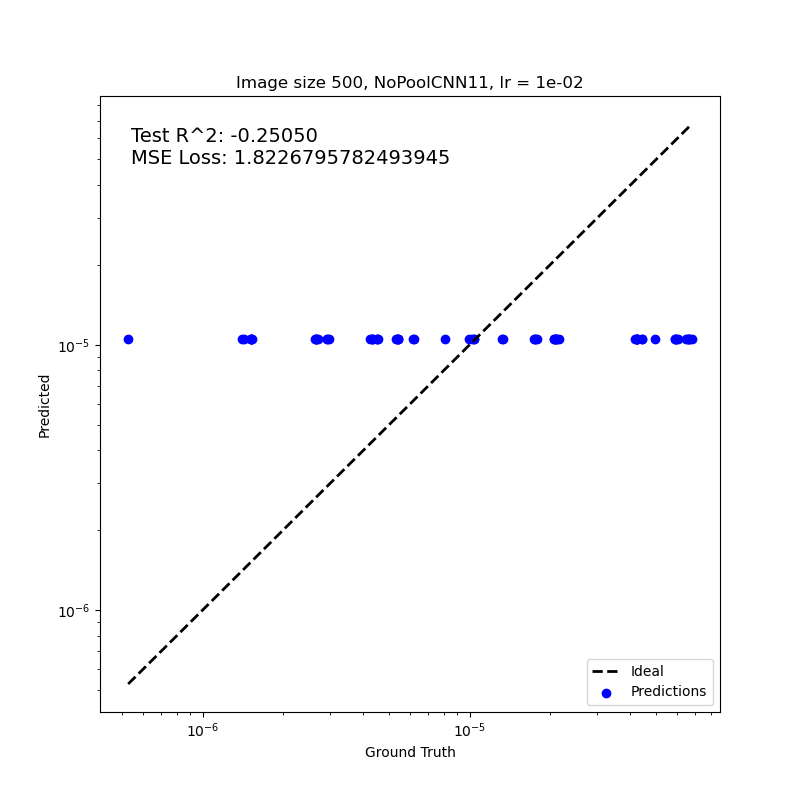 Image size 500, NoPoolCNN11, lr = 1e-02
Test R^2: -0.25050
MSE Loss: 1.8226795782493945
10⁻⁵
Predicted
10⁻⁶
Ideal
Predictions
10⁻⁶
10⁻⁵
Ground Truth